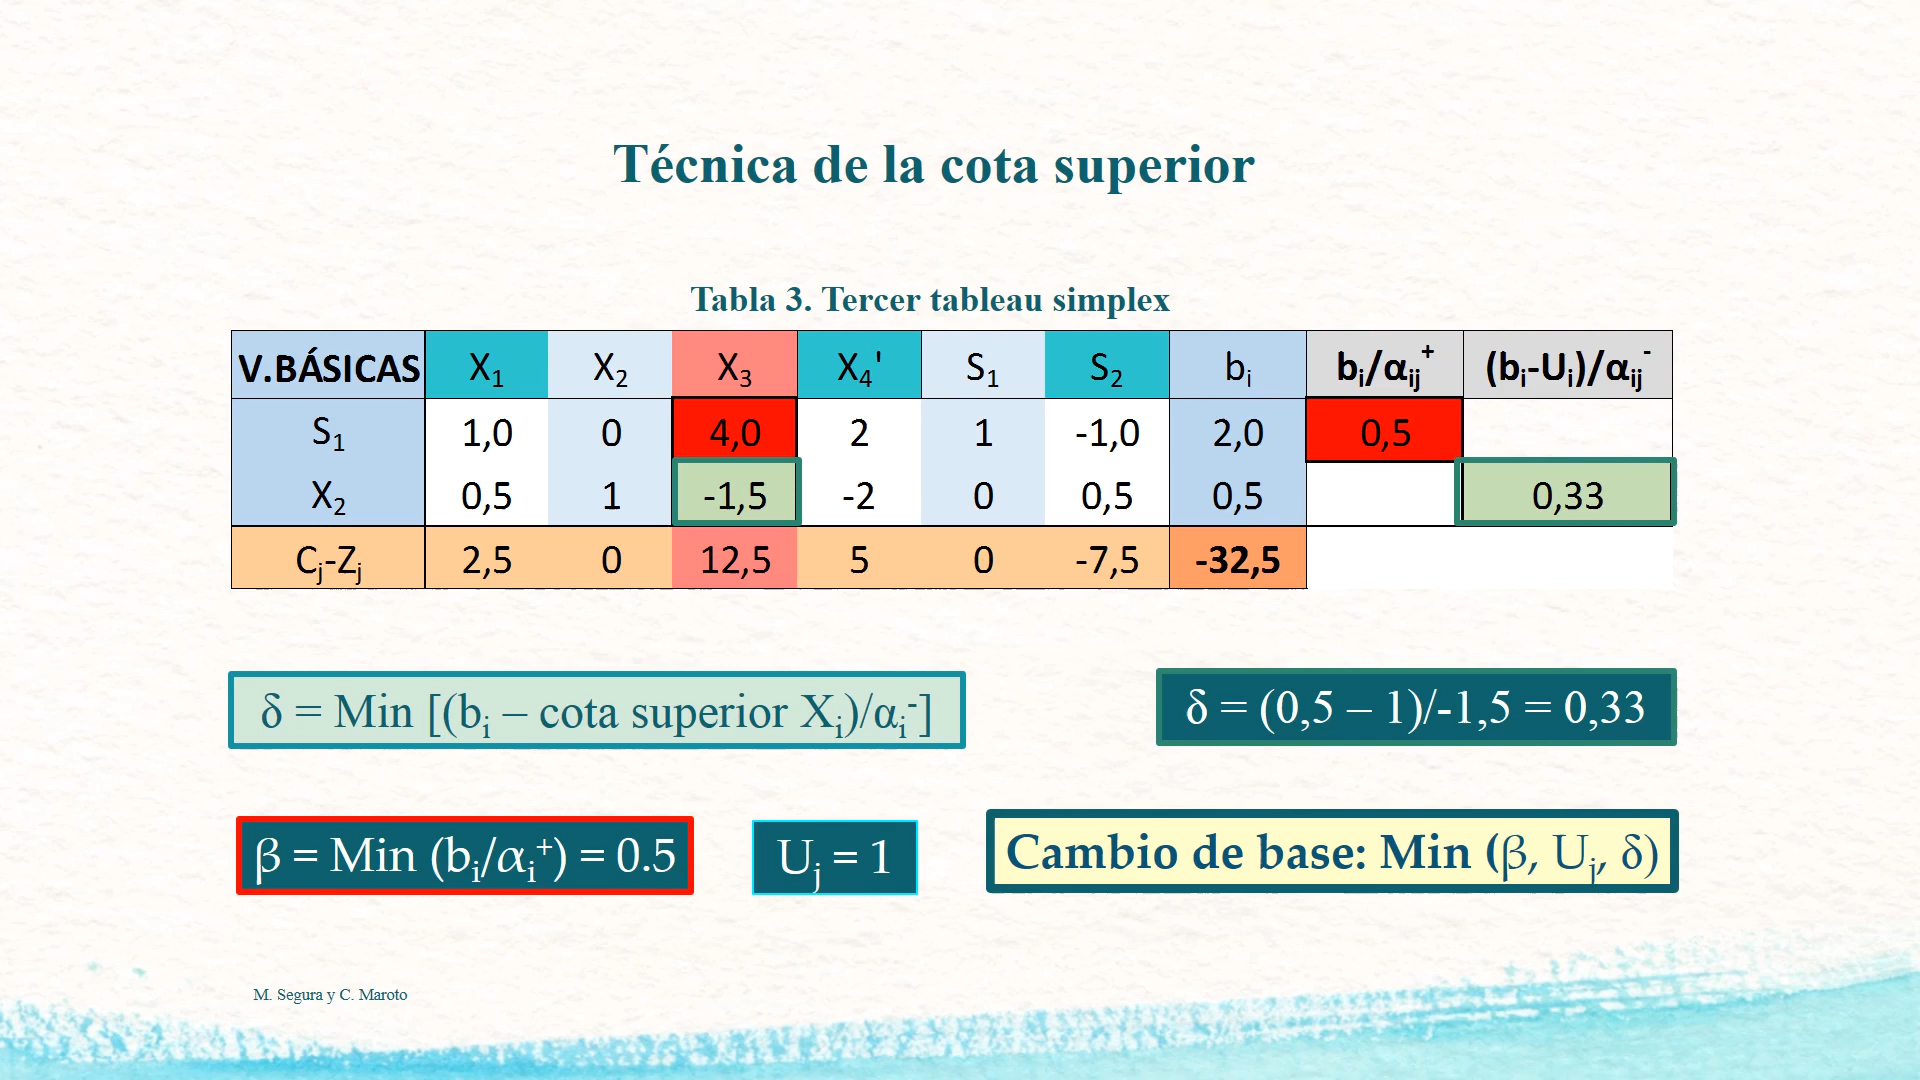 Técnica de la cota superior
Tabla 3. Tercer tableau simplex
V.BÁSICAS X₁ X₂ X₃ X₄' S₁ S₂ bᵢ bᵢ/αᵢⱼ⁺ (bᵢ-Uᵢ)/αᵢⱼ⁻
S₁ 1,0 0 4,0 2 1 -1,0 2,0 0,5
X₂ 0,5 1 -1,5 -2 0 0,5 0,5 0,33
Cⱼ-Zⱼ 2,5 0 12,5 5 0 -7,5 -32,5
δ = Min [(bᵢ – cota superior Xᵢ)/αᵢ⁻]
δ = (0,5 – 1)/-1,5 = 0,33
β = Min (bᵢ/αᵢ⁺) = 0.5
Uⱼ = 1
Cambio de base: Min (β, Uⱼ, δ)
M. Segura y C. Maroto